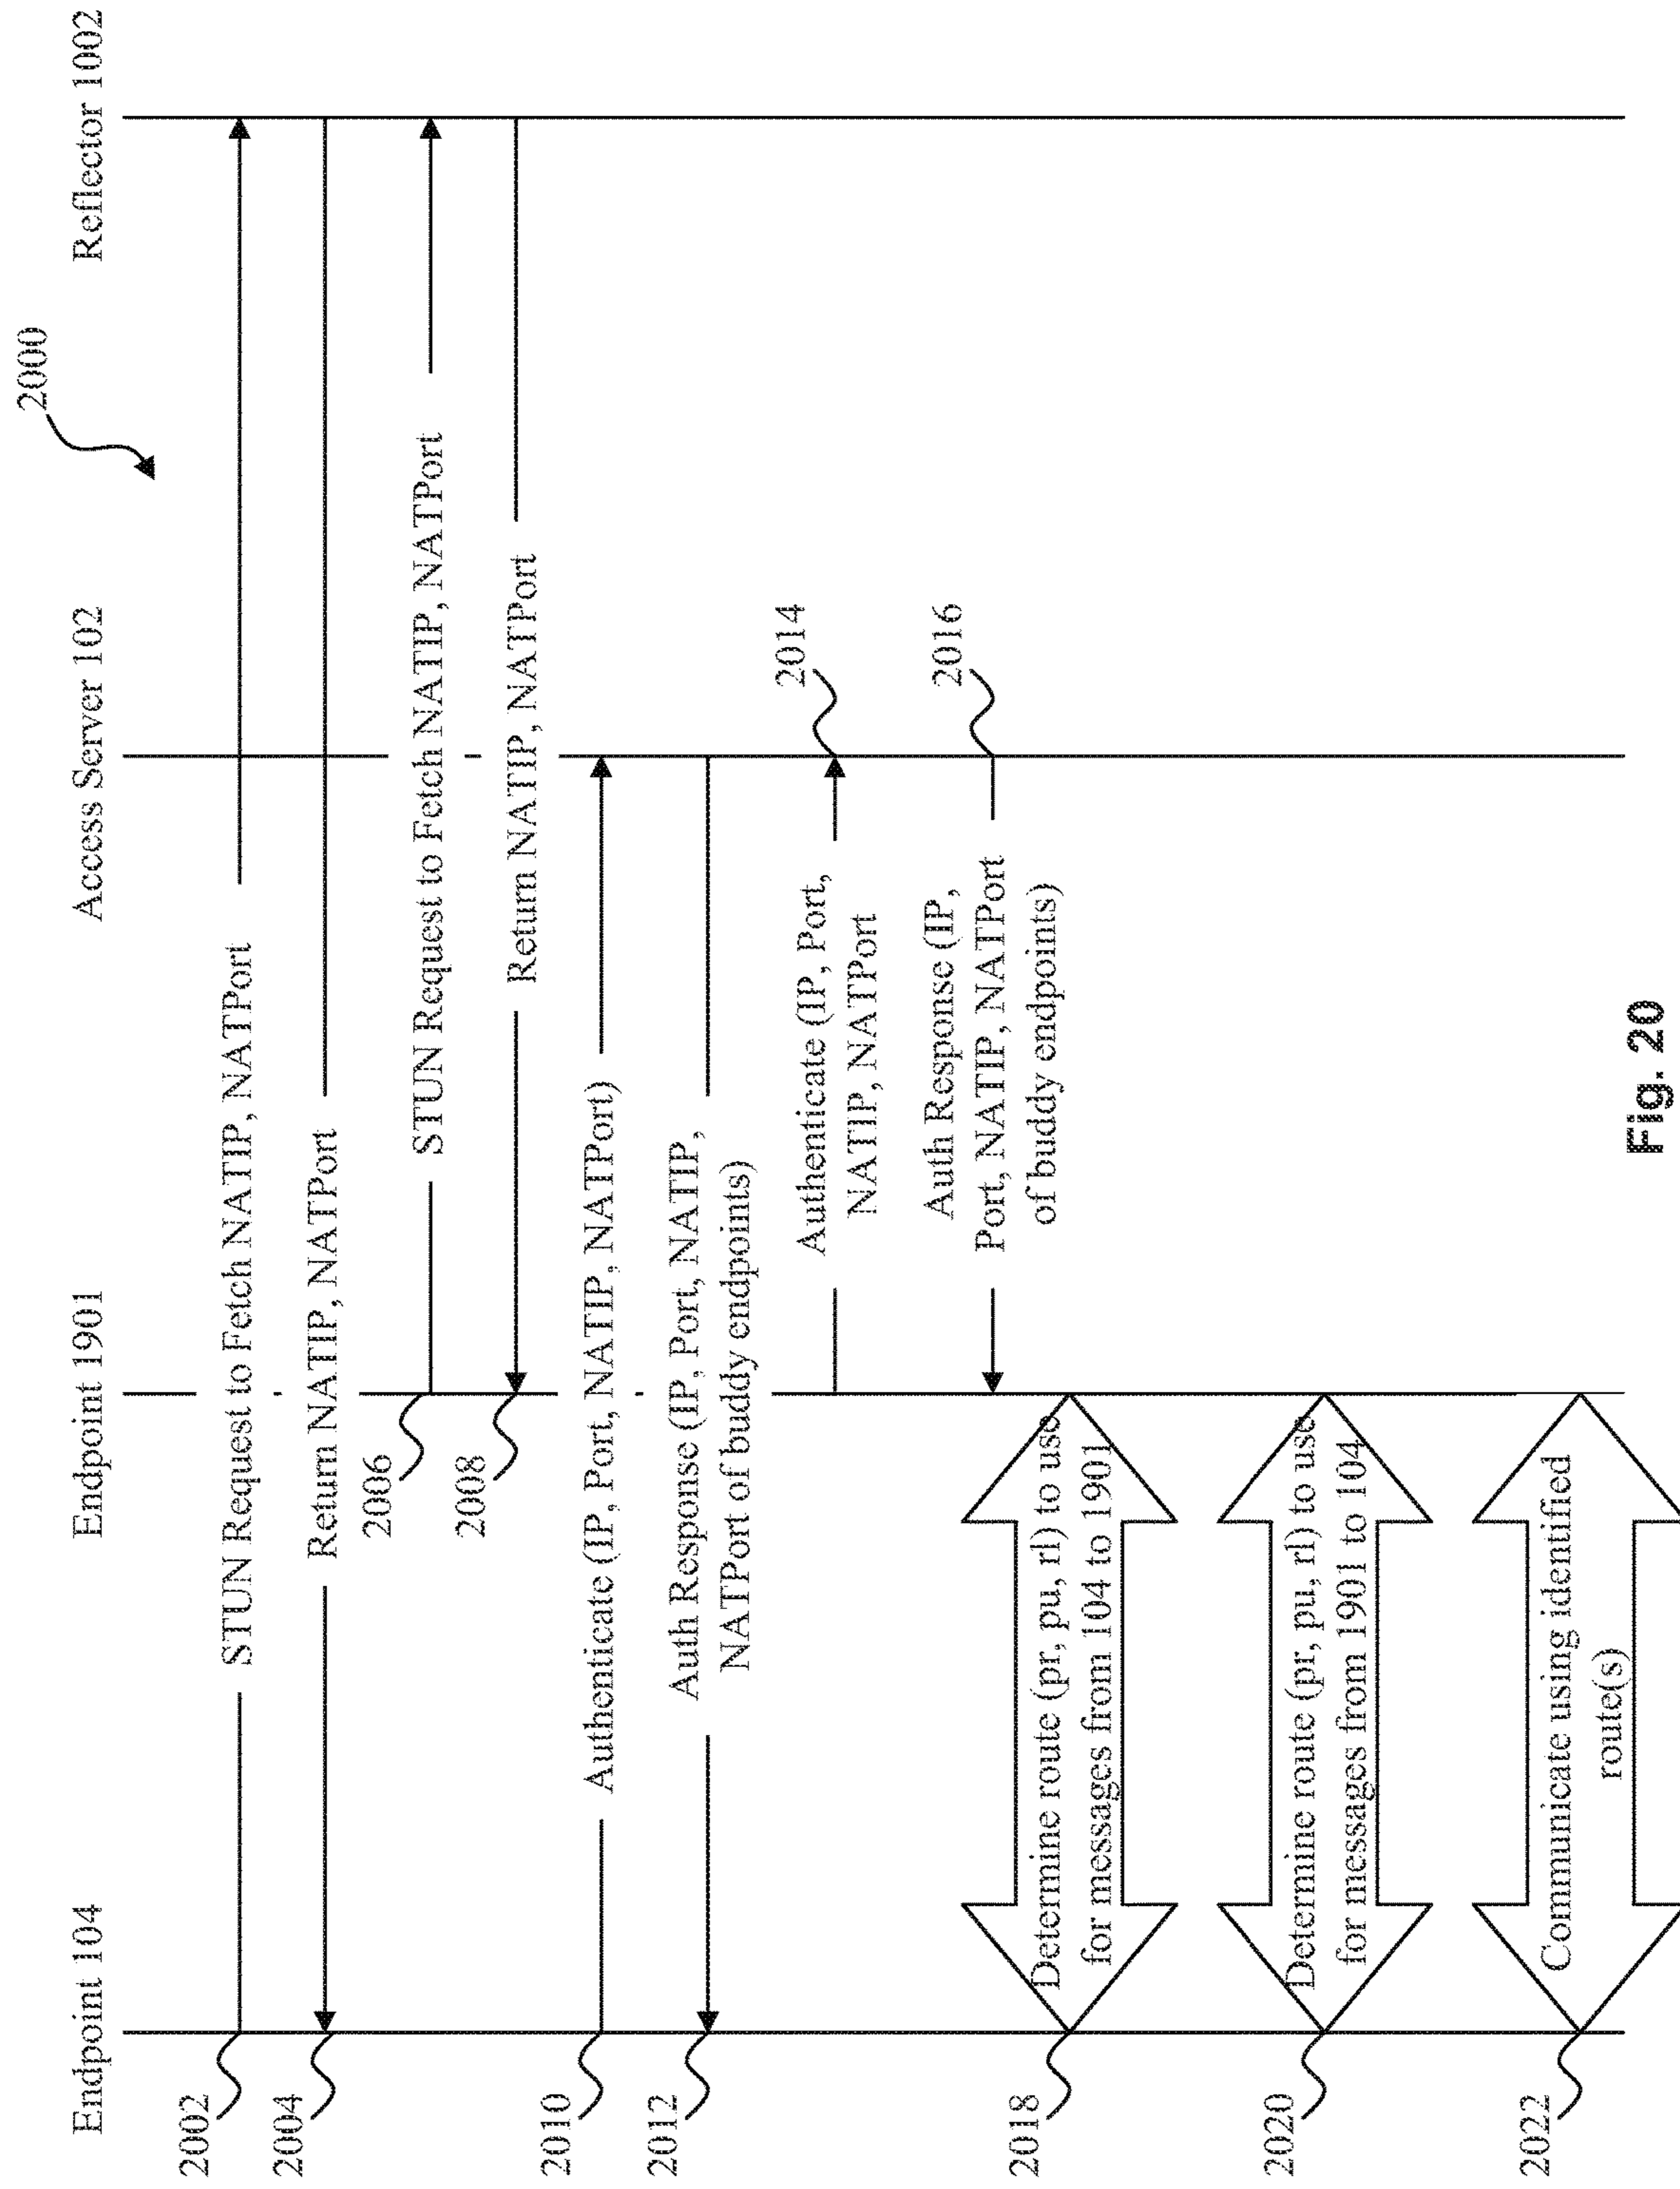 2000
Endpoint 104
Endpoint 1901
Access Server 102
Reflector 1002
2002
STUN Request to Fetch NATIP, NATPort
2004
Return NATIP, NATPort
2006
STUN Request to Fetch NATIP, NATPort
2008
Return NATIP, NATPort
2010
Authenticate (IP, Port, NATIP, NATPort)
2012
Auth Response (IP, Port, NATIP,
NATPort of buddy endpoints)
2014
Authenticate (IP, Port,
NATIP, NATPort
2016
Auth Response (IP,
Port, NATIP, NATPort
of buddy endpoints)
2018
Determine route (pr, pu, rl) to use
for messages from 104 to 1901
2020
Determine route (pr, pu, rl) to use
for messages from 1901 to 104
2022
Communicate using identified
route(s)
Fig. 20